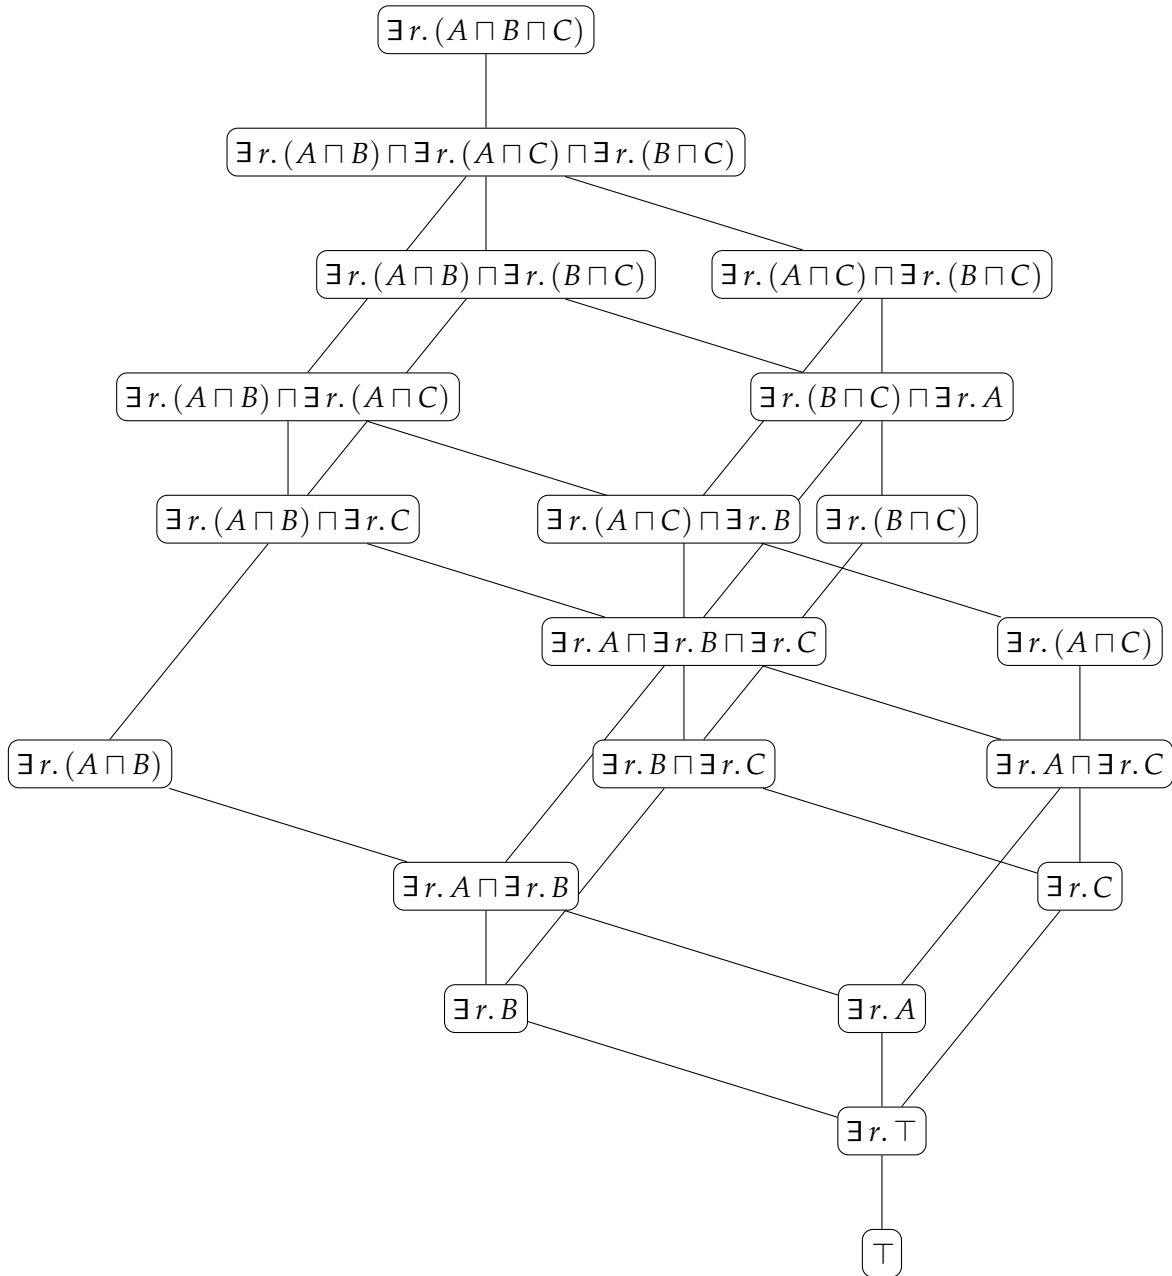 ∃ r. (A ⊓ B ⊓ C)
∃ r. (A ⊓ B) ⊓ ∃ r. (A ⊓ C) ⊓ ∃ r. (B ⊓ C)
∃ r. (A ⊓ B) ⊓ ∃ r. (B ⊓ C)
∃ r. (A ⊓ C) ⊓ ∃ r. (B ⊓ C)
∃ r. (A ⊓ B) ⊓ ∃ r. (A ⊓ C)
∃ r. (B ⊓ C) ⊓ ∃ r. A
∃ r. (A ⊓ B) ⊓ ∃ r. C
∃ r. (A ⊓ C) ⊓ ∃ r. B
∃ r. (B ⊓ C)
∃ r. A ⊓ ∃ r. B ⊓ ∃ r. C
∃ r. (A ⊓ C)
∃ r. (A ⊓ B)
∃ r. B ⊓ ∃ r. C
∃ r. A ⊓ ∃ r. C
∃ r. A ⊓ ∃ r. B
∃ r. C
∃ r. B
∃ r. A
∃ r. ⊤
⊤